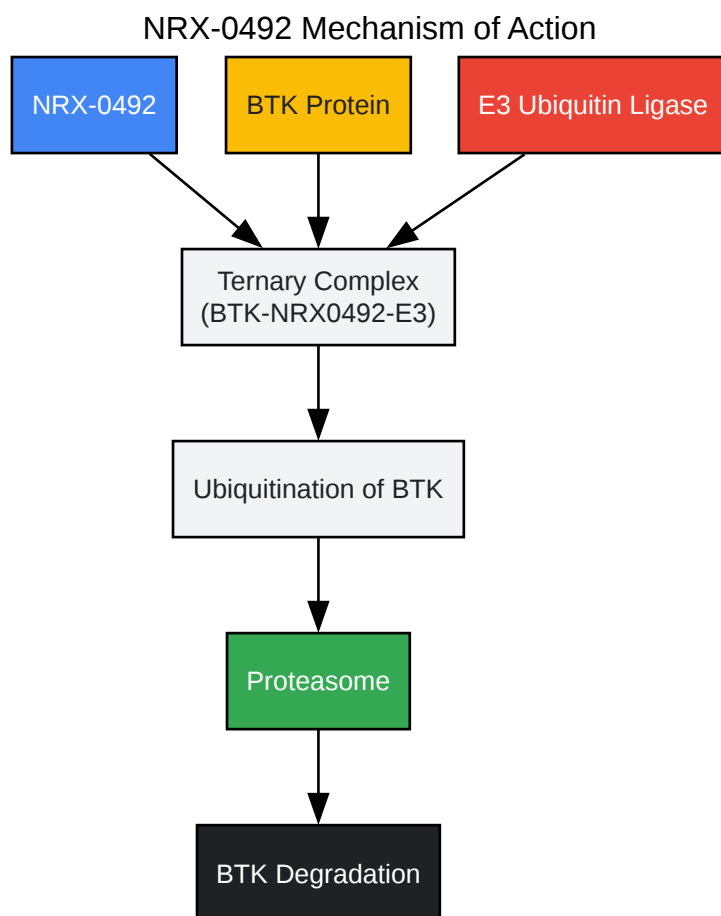 NRX-0492 Mechanism of Action
NRX-0492
BTK Protein
E3 Ubiquitin Ligase
Ternary Complex
(BTK-NRX0492-E3)
Ubiquitination of BTK
Proteasome
BTK Degradation